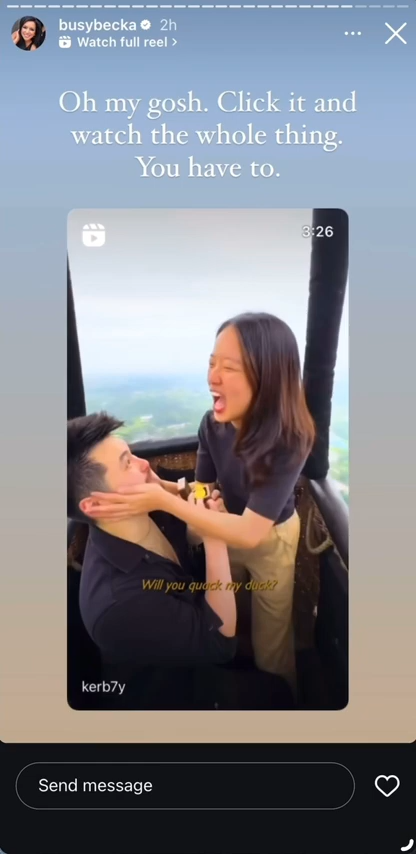 busybecka 2h
Watch full reel >
Oh my gosh. Click it and
watch the whole thing.
You have to.
3:26
Will you quack my duck?
kerb7y
Send message